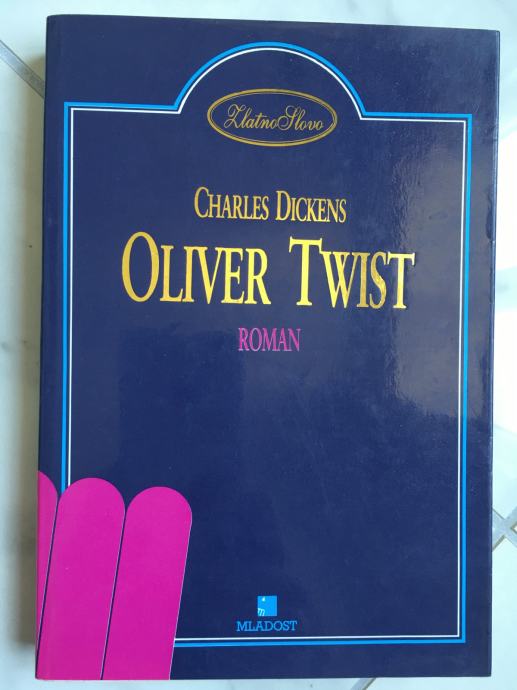 Zlatno Slovo
CHARLES DICKENS
OLIVER TWIST
ROMAN
m
MLADOST